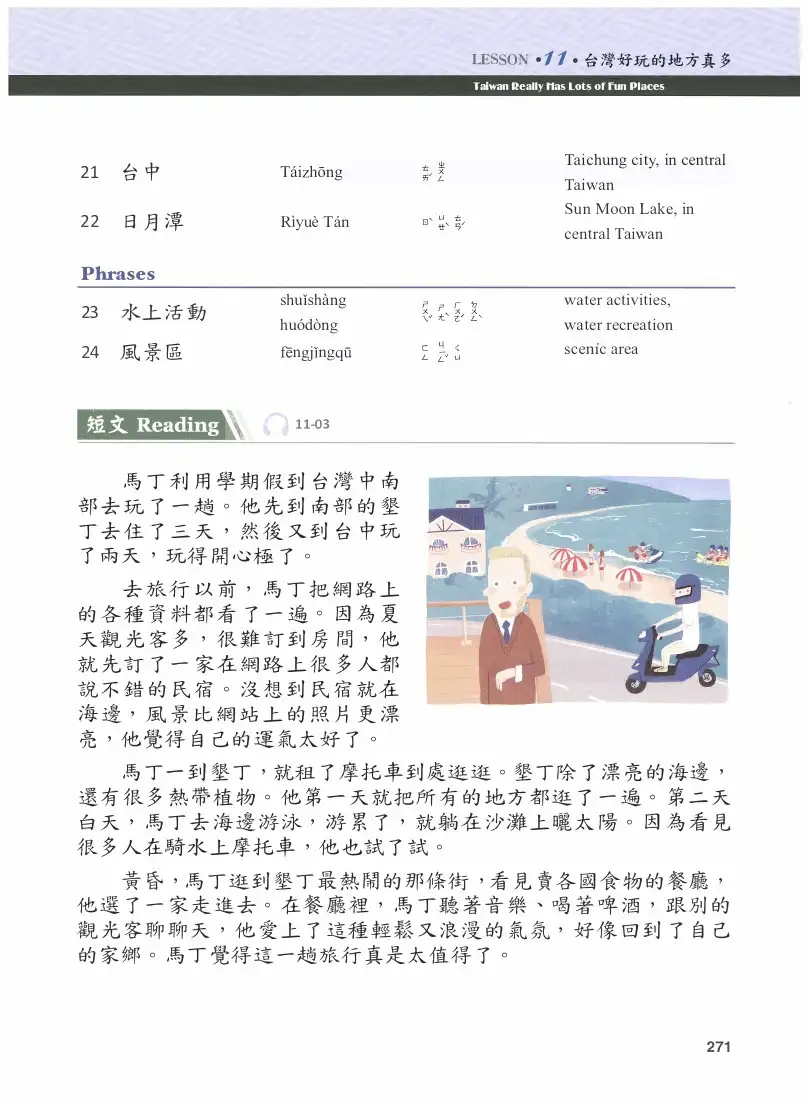 LESSON •11• 台灣好玩的地方真多
Taiwan Really Has Lots of Fun Places
21 台中 Táizhōng ㄊㄞˊ ㄓㄨㄥ Taichung city, in central
Taiwan
22 日月潭 Rìyuè Tán ㄖˋ ㄩㄝˋ ㄊㄢˊ Sun Moon Lake, in
central Taiwan
Phrases
23 水上活動 shuǐshàng ㄕㄨㄟˇ ㄕㄤˋ ㄏㄨㄛˊ ㄉㄨㄥˋ water activities,
huódòng water recreation
24 風景區 fēngjǐngqū ㄈㄥ ㄐㄧㄥˇ ㄑㄩ scenic area
短文 Reading 11-03
馬丁利用學期假到台灣中南
部去玩了一趟。他先到南部的墾
丁去住了三天,然後又到台中玩
了兩天,玩得開心極了。
去旅行以前,馬丁把網路上
的各種資料都看了一遍。因為夏
天觀光客多,很難訂到房間,他
就先訂了一家在網路上很多人都
說不錯的民宿。沒想到民宿就在
海邊,風景比網站上的照片更漂
亮,他覺得自己的運氣太好了。
馬丁一到墾丁,就租了摩托車到處逛逛。墾丁除了漂亮的海邊,
還有很多熱帶植物。他第一天就把所有的地方都逛了一遍。第二天
白天,馬丁去海邊游泳,游累了,就躺在沙灘上曬太陽。因為看見
很多人在騎水上摩托車,他也試了試。
黃昏,馬丁逛到墾丁最熱鬧的那條街,看見賣各國食物的餐廳,
他選了一家走進去。在餐廳裡,馬丁聽著音樂、喝著啤酒,跟別的
觀光客聊聊天,他愛上了這種輕鬆又浪漫的氣氛,好像回到了自己
的家鄉。馬丁覺得這一趟旅行真是太值得了。
271